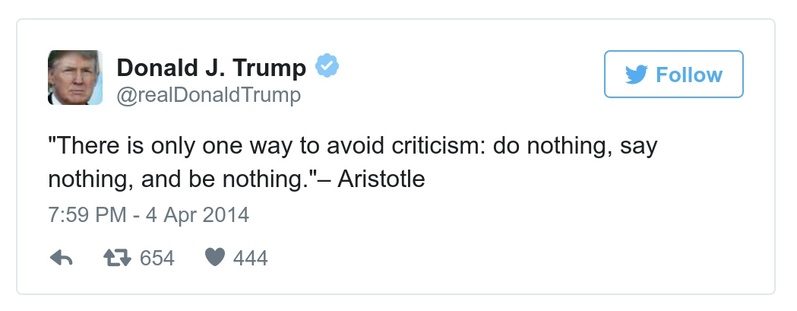 Donald J. Trump
@realDonaldTrump
Follow
"There is only one way to avoid criticism: do nothing, say
nothing, and be nothing."– Aristotle
7:59 PM - 4 Apr 2014
654 444